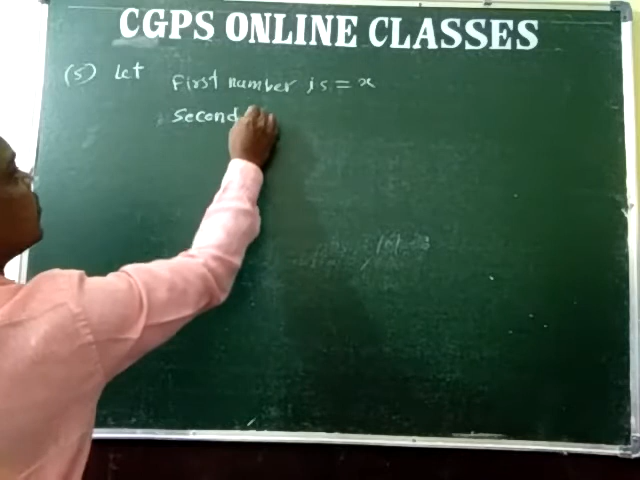 CGPS ONLINE CLASSES
(5) Let First number is = x
Second